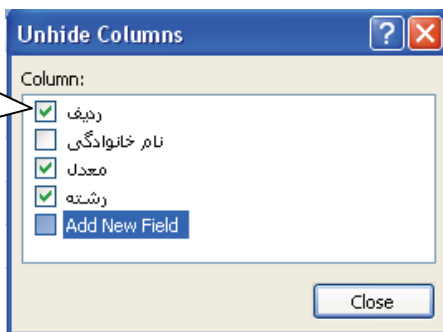 Unhide Columns
Column:
ردیف
نام خانوادگی
معدل
رشته
Add New Field
Close